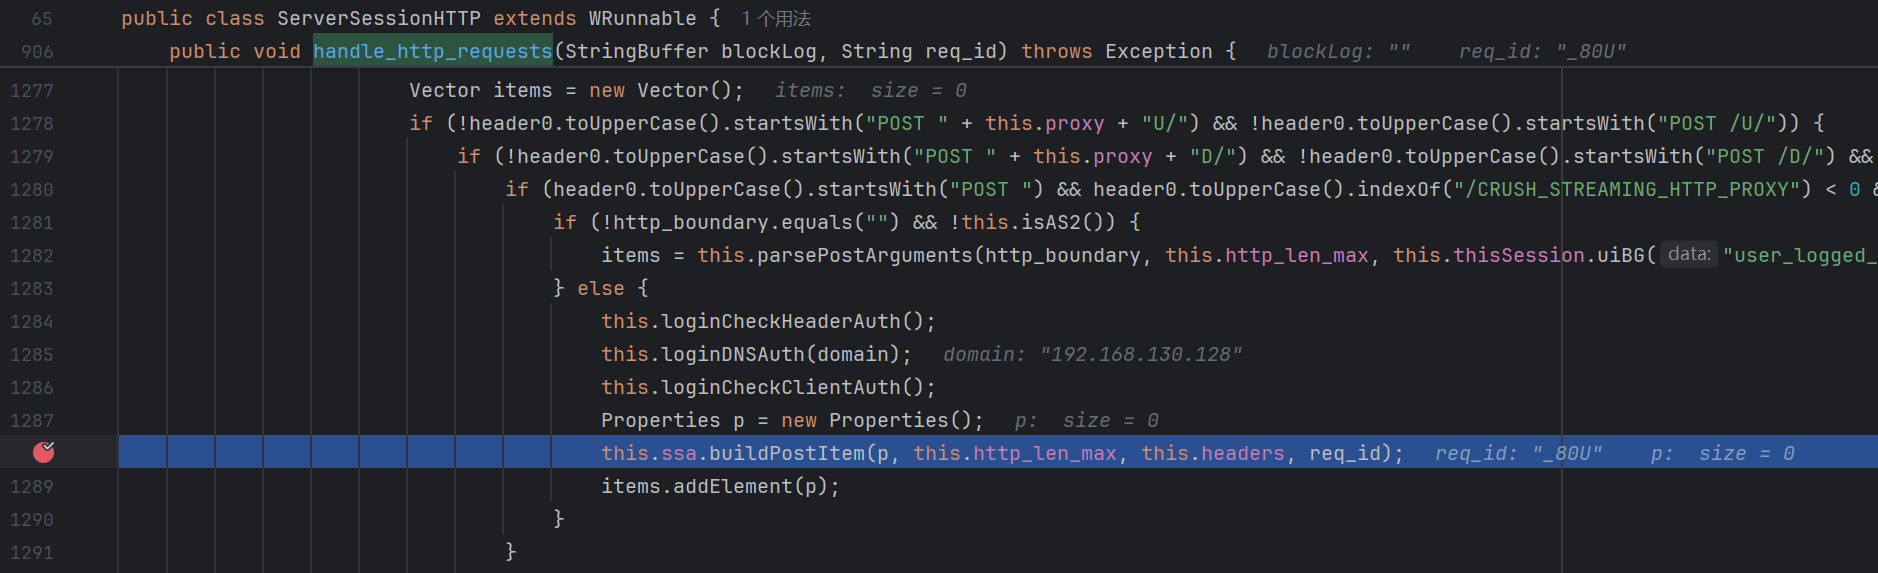 65 public class ServerSessionHTTP extends WRunnable { 1个用法
906 public void handle_http_requests(StringBuffer blockLog, String req_id) throws Exception { blockLog: "" req_id: "_80U"
1277 Vector items = new Vector(); items: size = 0
1278 if (!header0.toUpperCase().startsWith("POST " + this.proxy + "U/") && !header0.toUpperCase().startsWith("POST /U/")) {
1279 if (!header0.toUpperCase().startsWith("POST " + this.proxy + "D/") && !header0.toUpperCase().startsWith("POST /D/") &&
1280 if (header0.toUpperCase().startsWith("POST ") && header0.toUpperCase().indexOf("/CRUSH_STREAMING_HTTP_PROXY") < 0 &
1281 if (!http_boundary.equals("") && !this.isAS2()) {
1282 items = this.parsePostArguments(http_boundary, this.http_len_max, this.thisSession.uiBG( data: "user_logged_
1283 } else {
1284 this.loginCheckHeaderAuth();
1285 this.loginDNSAuth(domain); domain: "192.168.130.128"
1286 this.loginCheckClientAuth();
1287 Properties p = new Properties(); p: size = 0
this.ssa.buildPostItem(p, this.http_len_max, this.headers, req_id); req_id: "_80U" p: size = 0
1289 items.addElement(p);
1290 }
1291 }